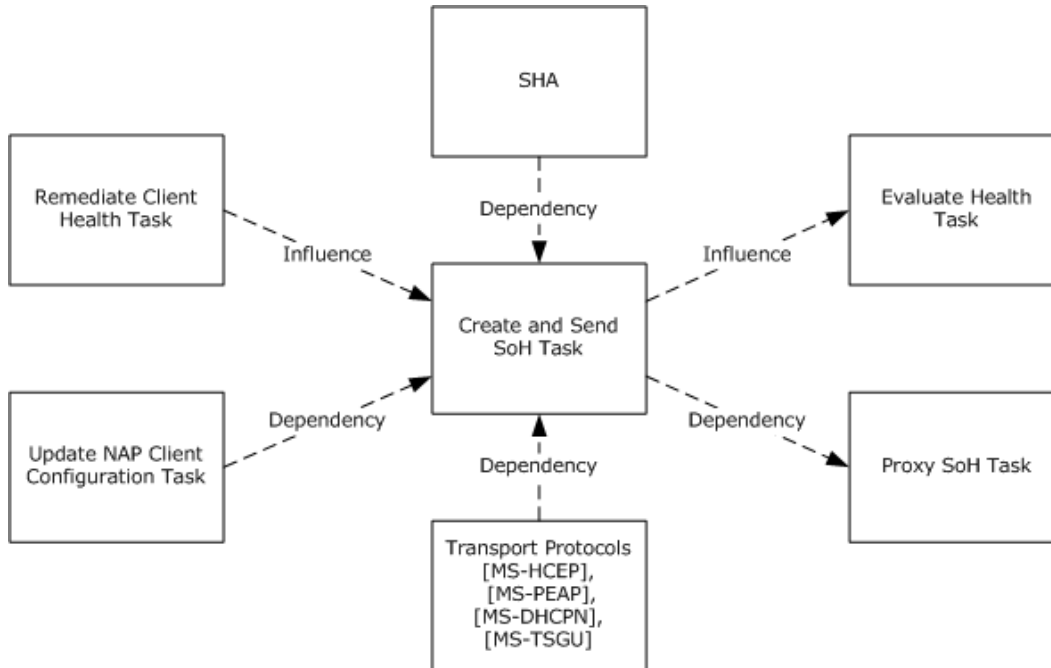 SHA
Remediate Client
Health Task
Dependency
Evaluate Health
Task
Influence
Influence
Create and Send
SoH Task
Update NAP Client
Configuration Task
Dependency
Dependency
Proxy SoH Task
Dependency
Transport Protocols
[MS-HCEP],
[MS-PEAP],
[MS-DHCPN],
[MS-TSGU]